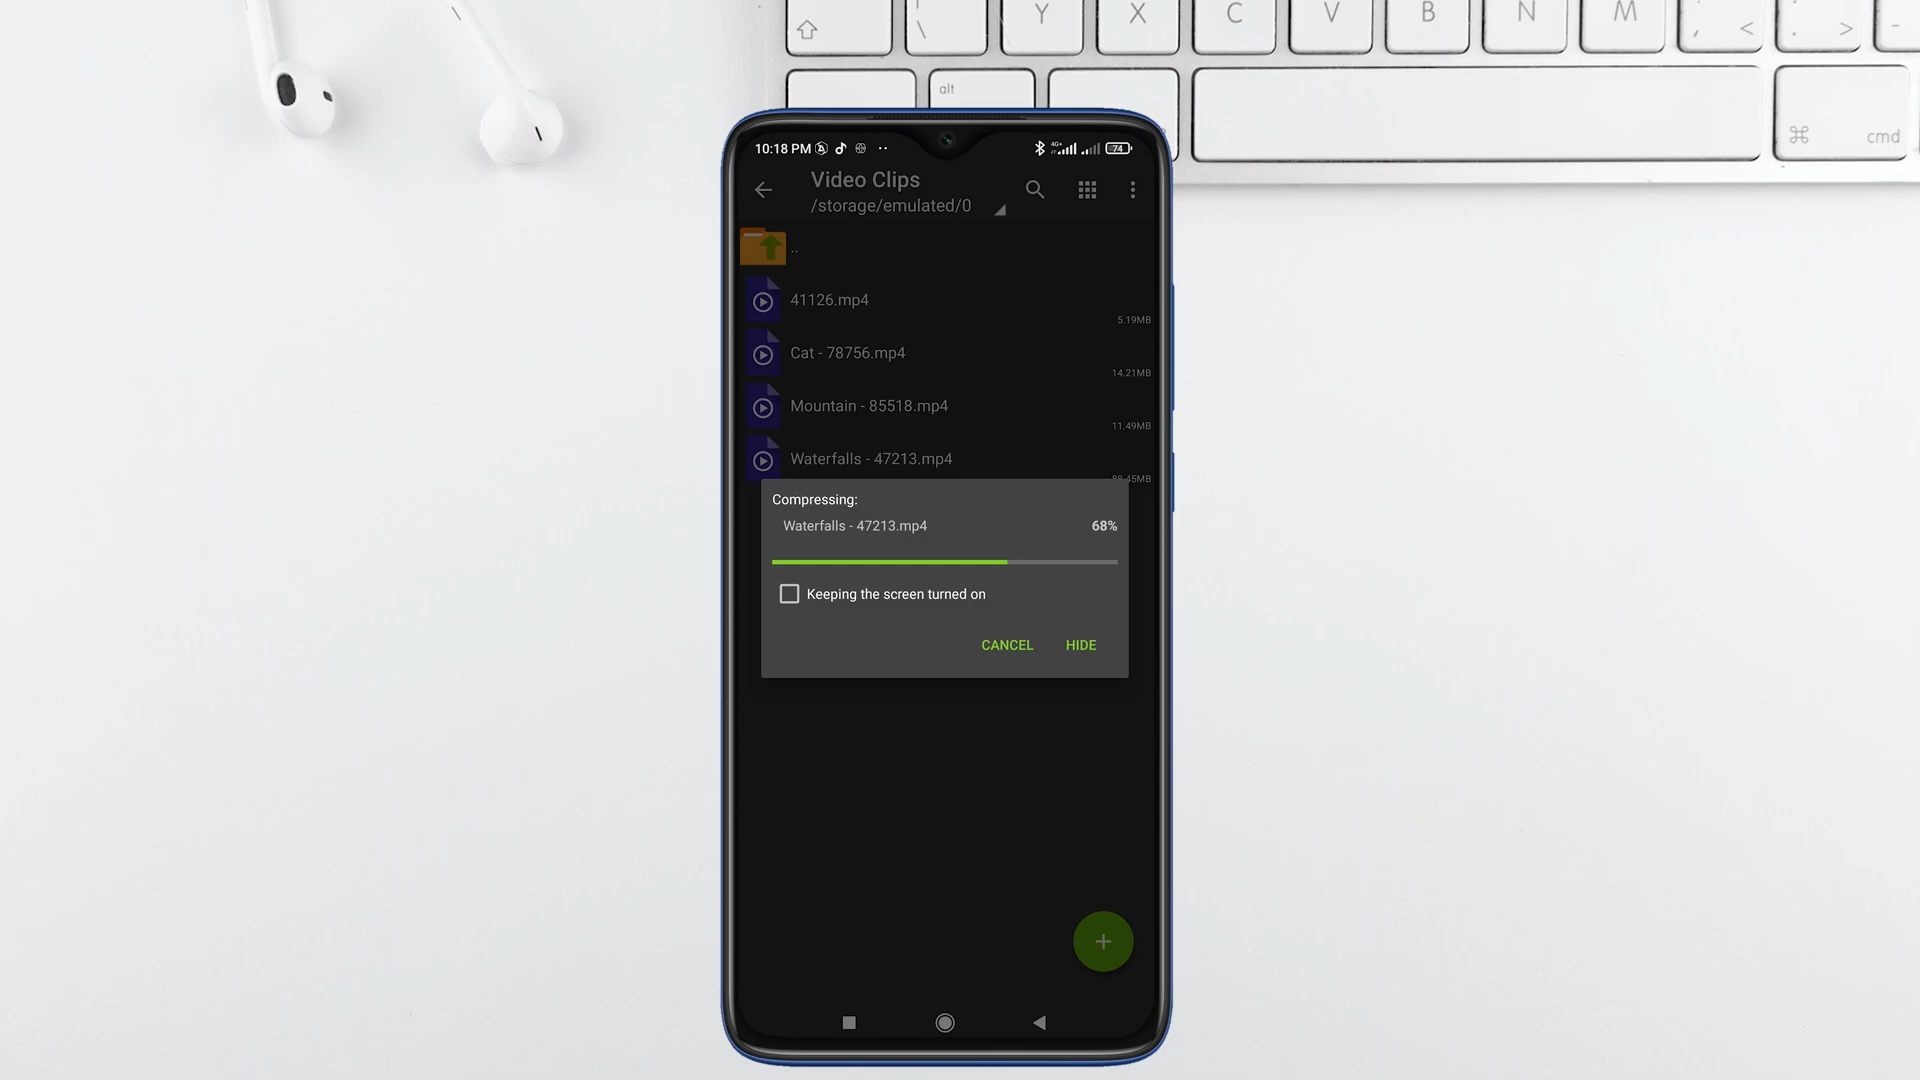 Y X C V B N M , <
. >
-
\
alt
⌘ cmd
10:18 PM 4G+ 74
Video Clips
/storage/emulated/0
..
41126.mp4
5.19MB
Cat - 78756.mp4
14.21MB
Mountain - 85518.mp4
11.49MB
Waterfalls - 47213.mp4
Compressing:
Waterfalls - 47213.mp4 68%
Keeping the screen turned on
CANCEL HIDE